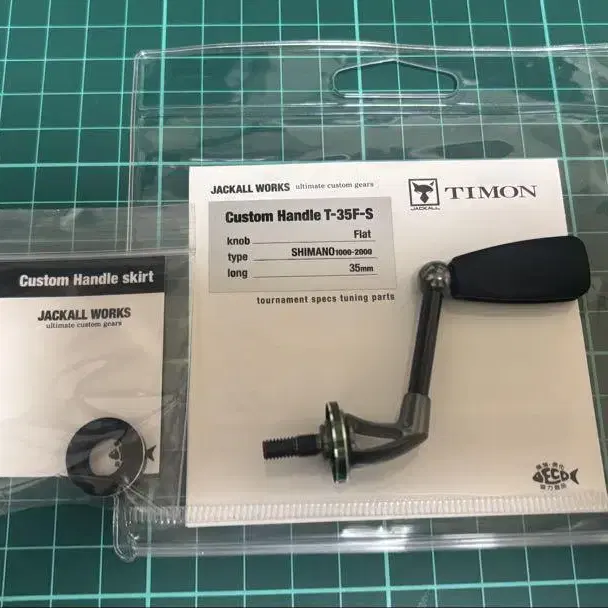 JACKALL WORKS ultimate custom gears
JACKALL
TIMON
Custom Handle T-35F-S
knob Flat
type SHIMANO1000-2000
long 35mm
tournament specs tuning parts
Custom Handle skirt
JACKALL WORKS
ultimate custom gears
ECO